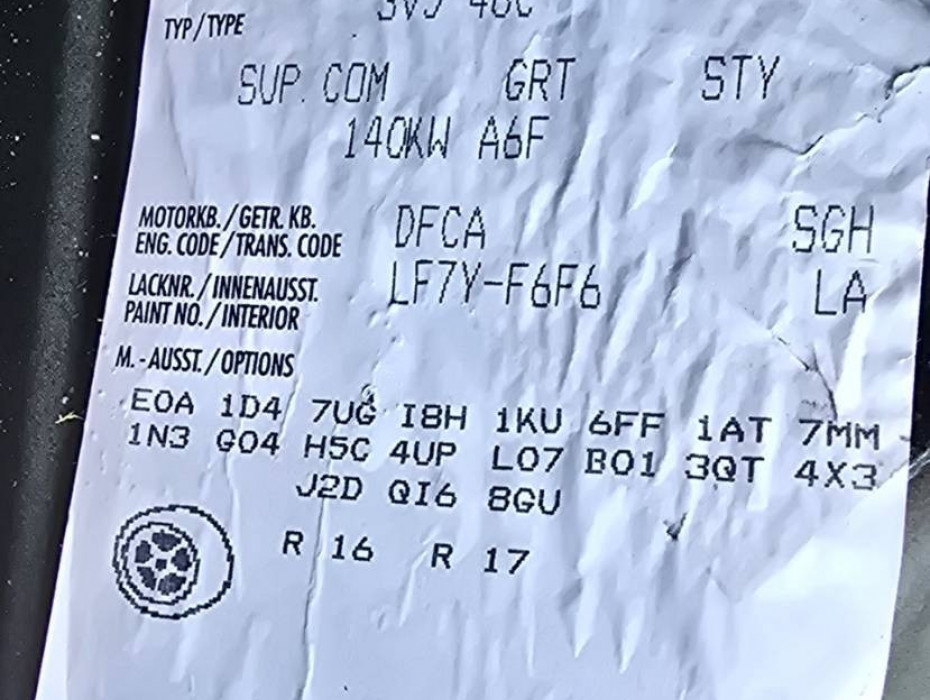 TYP/TYPE
SUP. COM GRT STY
140KW A6F
MOTORKB./GETR. KB.
ENG. CODE/TRANS. CODE DFCA SGH
LACKNR./INNENAUSST.
PAINT NO./INTERIOR LF7Y-F6F6 LA
M.-AUSST./OPTIONS
E0A 1D4 7UG I8H 1KU 6FF 1AT 7MM
1N3 G04 H5C 4UP L07 B01 3QT 4X3
J2D QI6 8GU
R 16 R 17